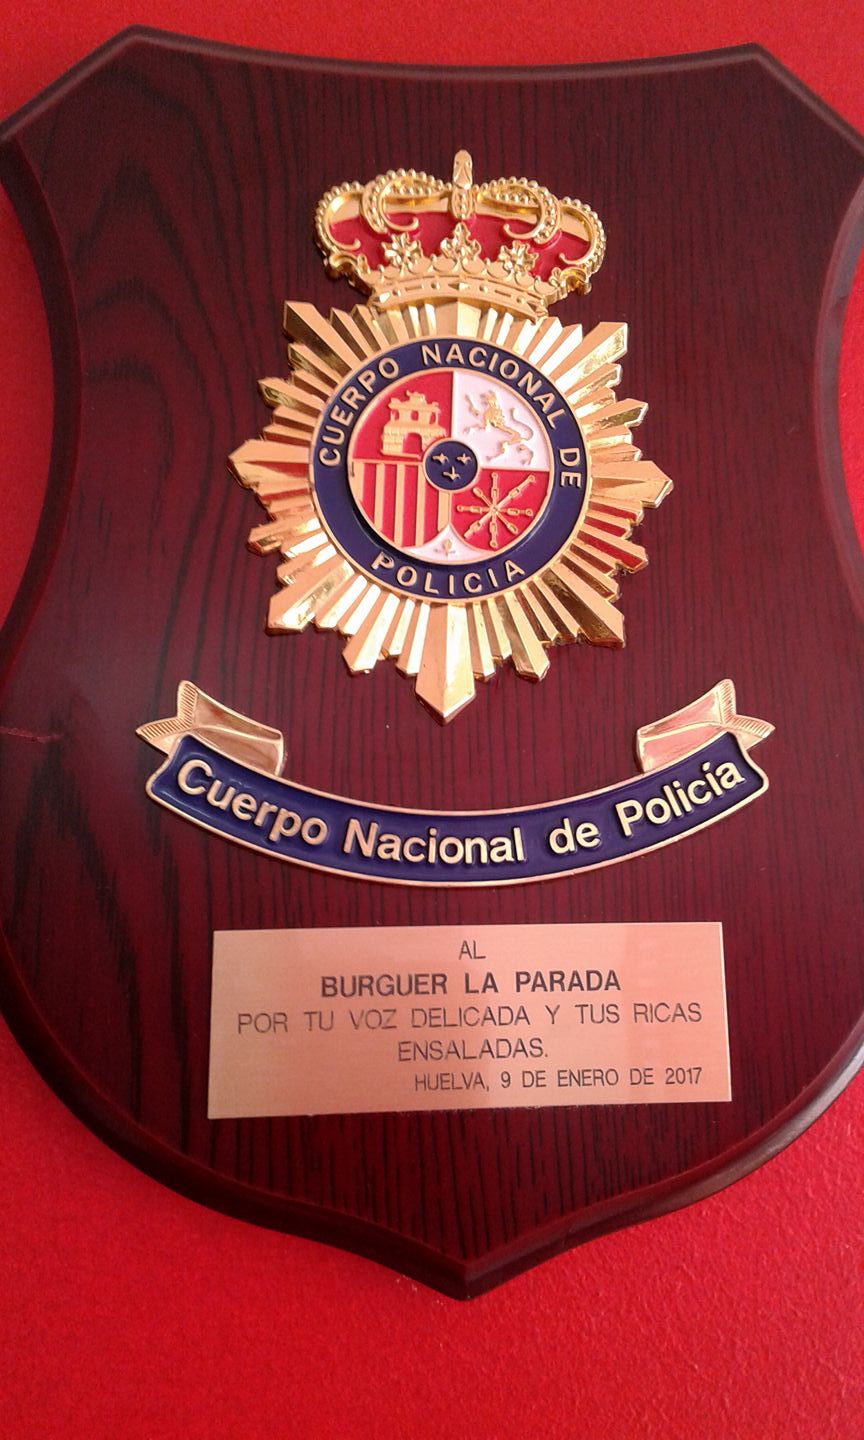 CUERPO NACIONAL DE
POLICIA
Cuerpo Nacional de Policía
AL
BURGUER LA PARADA
POR TU VOZ DELICADA Y TUS RICAS
ENSALADAS.
HUELVA, 9 DE ENERO DE 2017